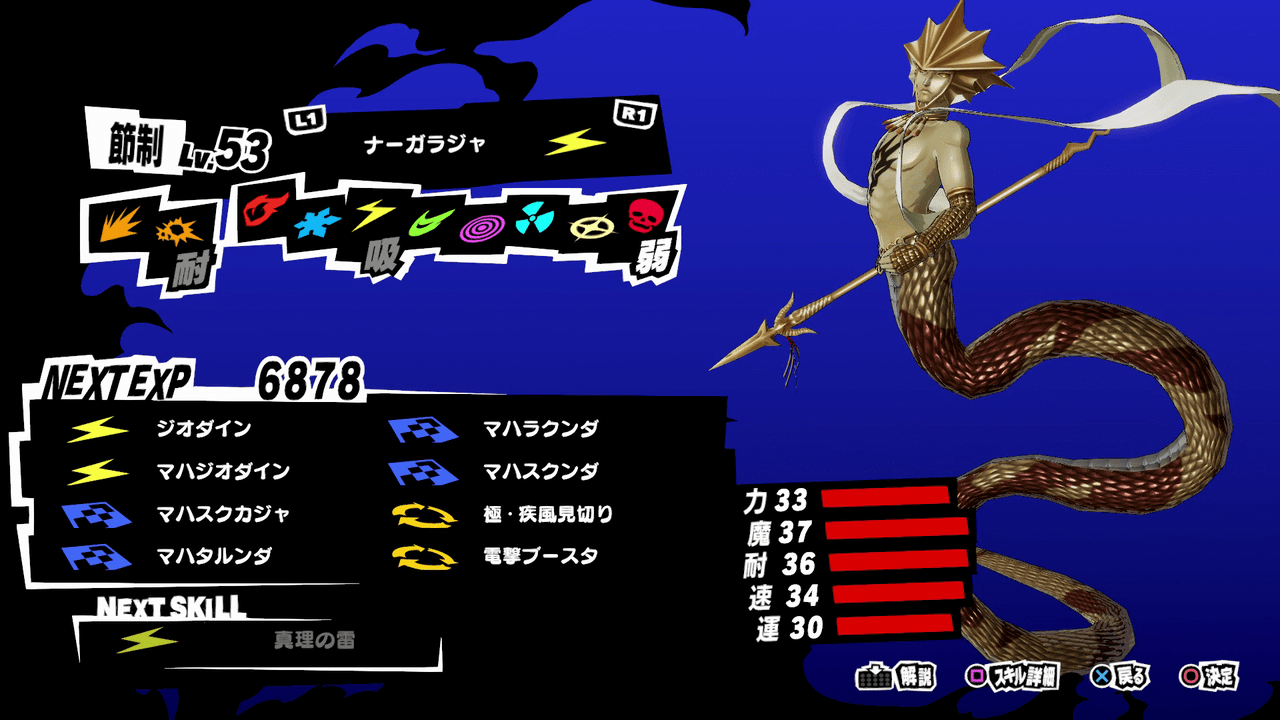 節制 Lv.53
L1
ナーガラジャ
R1
耐
吸
弱
NEXT EXP 6878
ジオダイン
マハジオダイン
マハスクカジャ
マハタルンダ
マハラクンダ
マハスクンダ
極・疾風見切り
電撃ブースタ
NEXT SKILL
真理の雷
力 33
魔 37
耐 36
速 34
運 30
解説
スキル詳細
戻る
決定